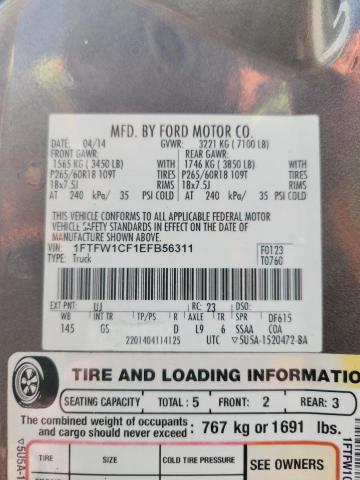 MFD. BY FORD MOTOR CO.
DATE: 04/14 GVWR: 3221 KG ( 7100 LB)
FRONT GAWR: REAR GAWR:
1565 KG ( 3450 LB) WITH 1746 KG ( 3850 LB) WITH
P265/60R18 109T TIRES P265/60R18 109T TIRES
18x7.5J RIMS 18x7.5J RIMS
AT 240 kPa/ 35 PSI COLD AT 240 kPa/ 35 PSI COLD
THIS VEHICLE CONFORMS TO ALL APPLICABLE FEDERAL MOTOR
VEHICLE SAFETY STANDARDS IN EFFECT ON THE DATE OF
MANUFACTURE SHOWN ABOVE.
VIN: 1FTFW1CF1EFB56311 F0123
TYPE: Truck T0760
EXT PNT: UJ RC: 23 DSO:
WB INT TR TP/PS R AXLE TR SPR DF615
145 GS D L9 6 SSAA COA
2201404114125 UTC ▽5U5A-1520472-BA
TIRE AND LOADING INFORMATIO
SEATING CAPACITY TOTAL : 5 FRONT: 2 REAR: 3
The combined weight of occupants
and cargo should never exceed : 767 kg or 1691 lbs.
TIRE SIZE COLD TIRE PRESSURE SEE OWNERS
▽5U5A-1
1FTFW1C